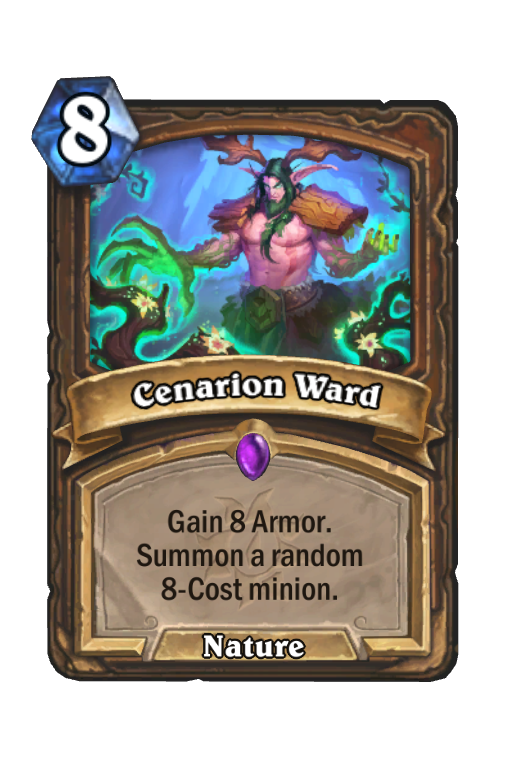 8
Cenarion Ward
Gain 8 Armor.
Summon a random
8-Cost minion.
Nature